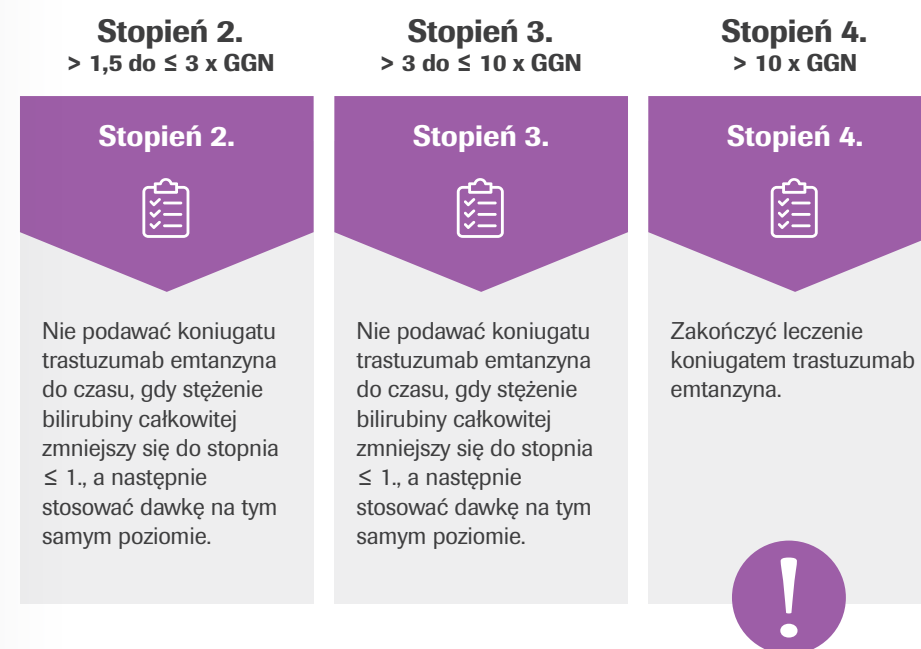 Stopień 2.
> 1,5 do ≤ 3 x GGN
Stopień 2.
Nie podawać koniugatu
trastuzumab emtanzyna
do czasu, gdy stężenie
bilirubiny całkowitej
zmniejszy się do stopnia
≤ 1., a następnie
stosować dawkę na tym
samym poziomie.
Stopień 3.
> 3 do ≤ 10 x GGN
Stopień 3.
Nie podawać koniugatu
trastuzumab emtanzyna
do czasu, gdy stężenie
bilirubiny całkowitej
zmniejszy się do stopnia
≤ 1., a następnie
stosować dawkę na tym
samym poziomie.
Stopień 4.
> 10 x GGN
Stopień 4.
Zakończyć leczenie
koniugatem trastuzumab
emtanzyna.
!